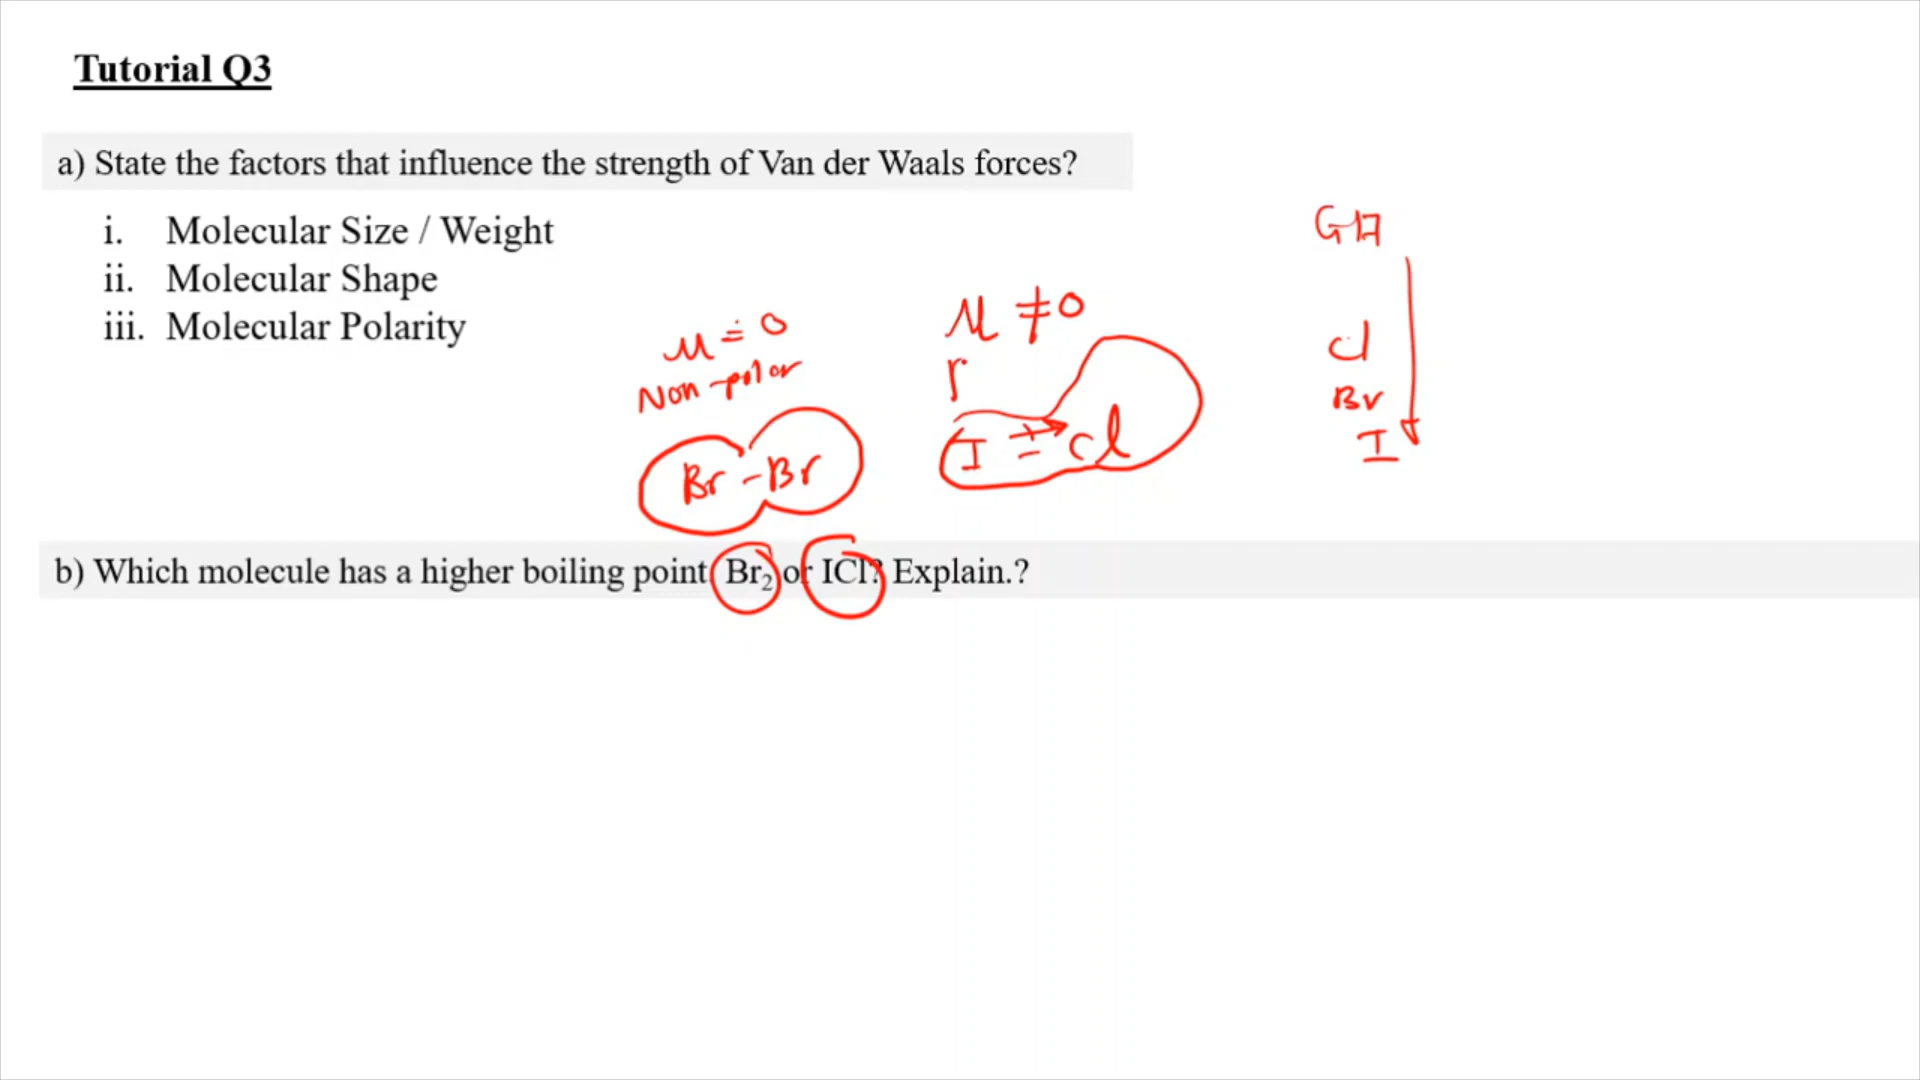 Tutorial Q3
a) State the factors that influence the strength of Van der Waals forces?
i. Molecular Size / Weight
ii. Molecular Shape
iii. Molecular Polarity
G17
Cl
Br
I
μ = 0
Non-polar
μ ≠ 0
Br - Br
I - Cl
b) Which molecule has a higher boiling point Br₂ or ICl? Explain.?